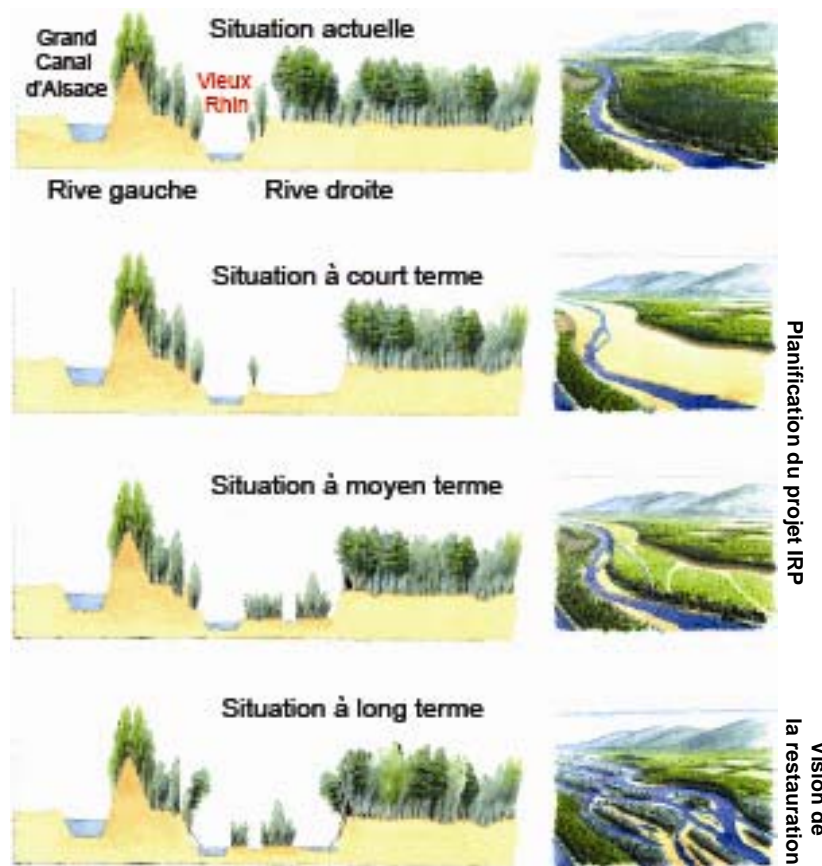 Grand
Canal
d'Alsace
Situation actuelle
Vieux
Rhin
Rive gauche
Rive droite
Situation à court terme
Situation à moyen terme
Situation à long terme
Planification du projet IRP
Vision de
la restauration